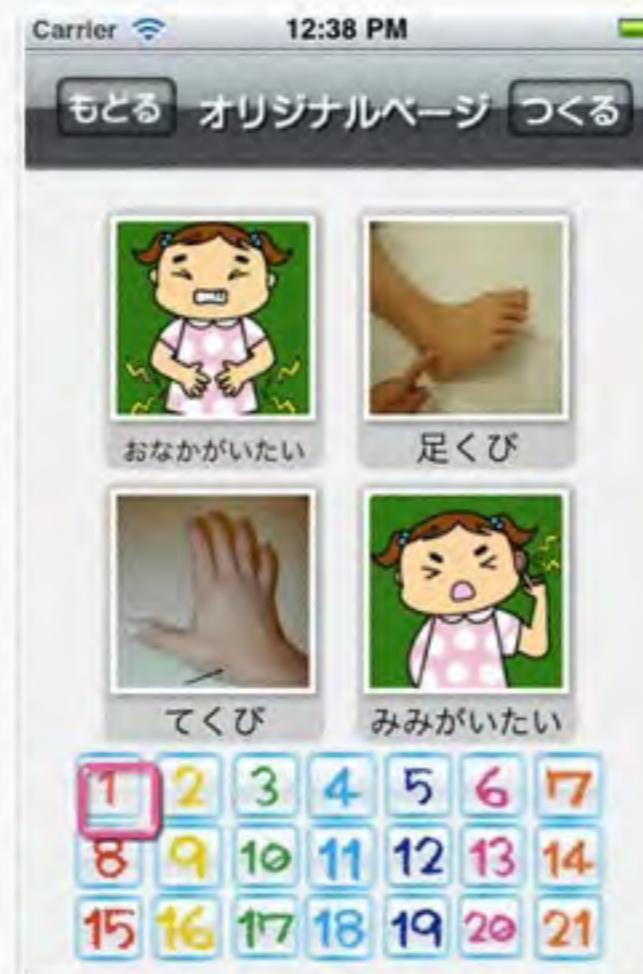 Carrier 12:38 PM
もどる オリジナルページ つくる
おなかがいたい 足くび
てくび みみがいたい
1 2 3 4 5 6 7
8 9 10 11 12 13 14
15 16 17 18 19 20 21